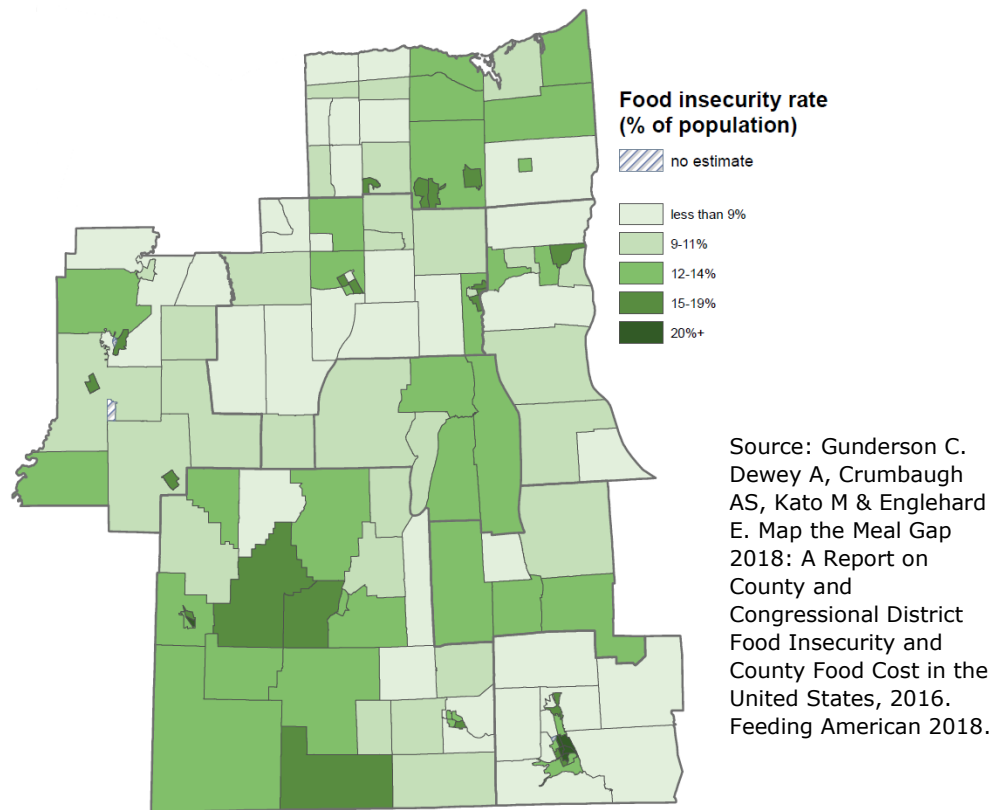 Food insecurity rate
(% of population)
no estimate
less than 9%
9-11%
12-14%
15-19%
20%+
Source: Gunderson C.
Dewey A, Crumbaugh
AS, Kato M & Englehard
E. Map the Meal Gap
2018: A Report on
County and
Congressional District
Food Insecurity and
County Food Cost in the
United States, 2016.
Feeding American 2018.